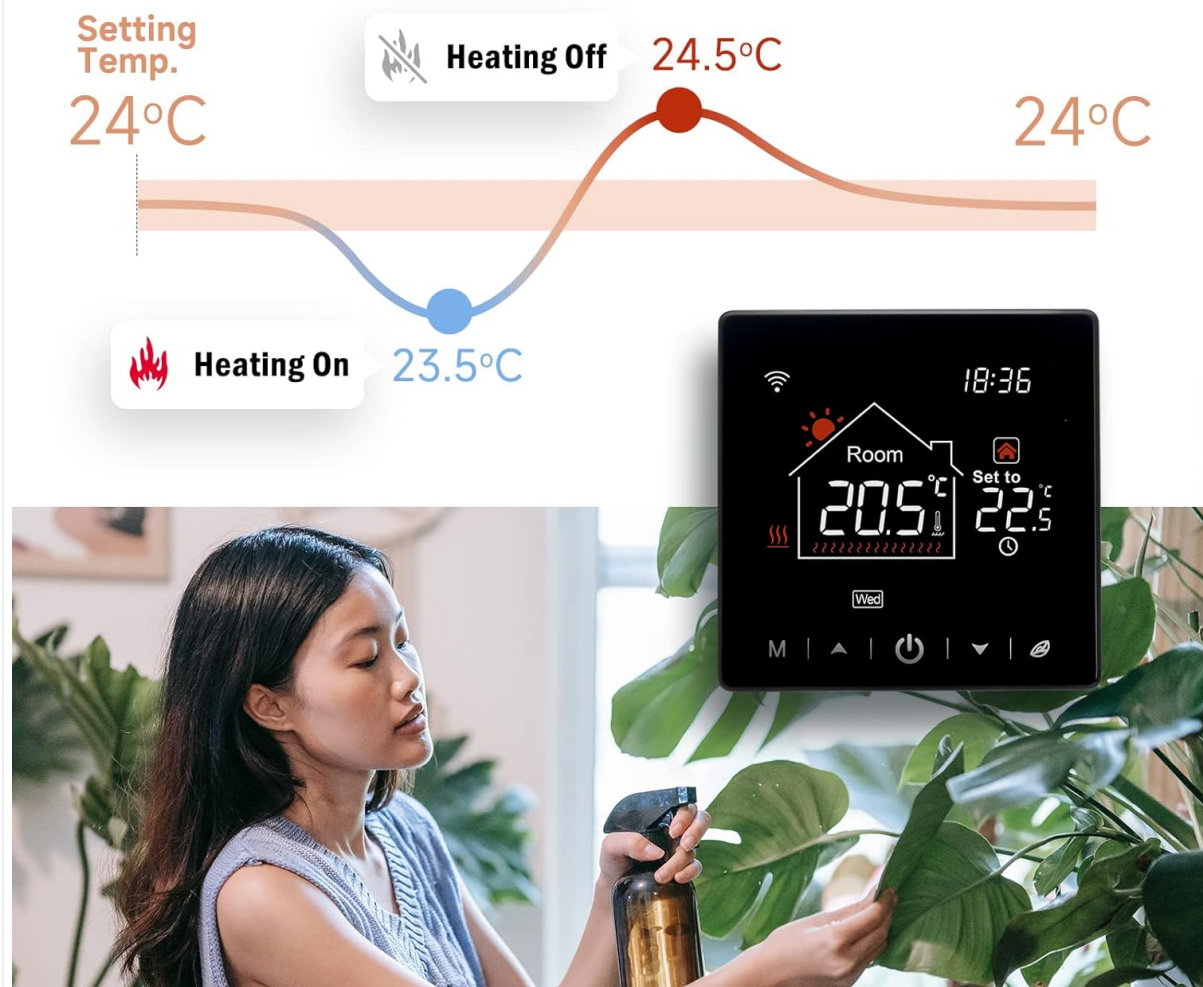 Setting
Temp.
24°C
Heating Off
24.5°C
24°C
Heating On
23.5°C
18:36
Room
20.5°C
Set to
22.5°C
Wed
M